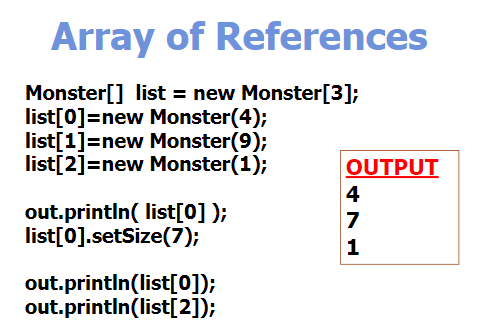 Array of References
Monster[]  list = new Monster[3];
list[0]=new Monster(4);
list[1]=new Monster(9);
list[2]=new Monster(1);
out.println( list[0] );
list[0].setSize(7);
out.println(list[0]);
out.println(list[2]);
OUTPUT
4
7
1